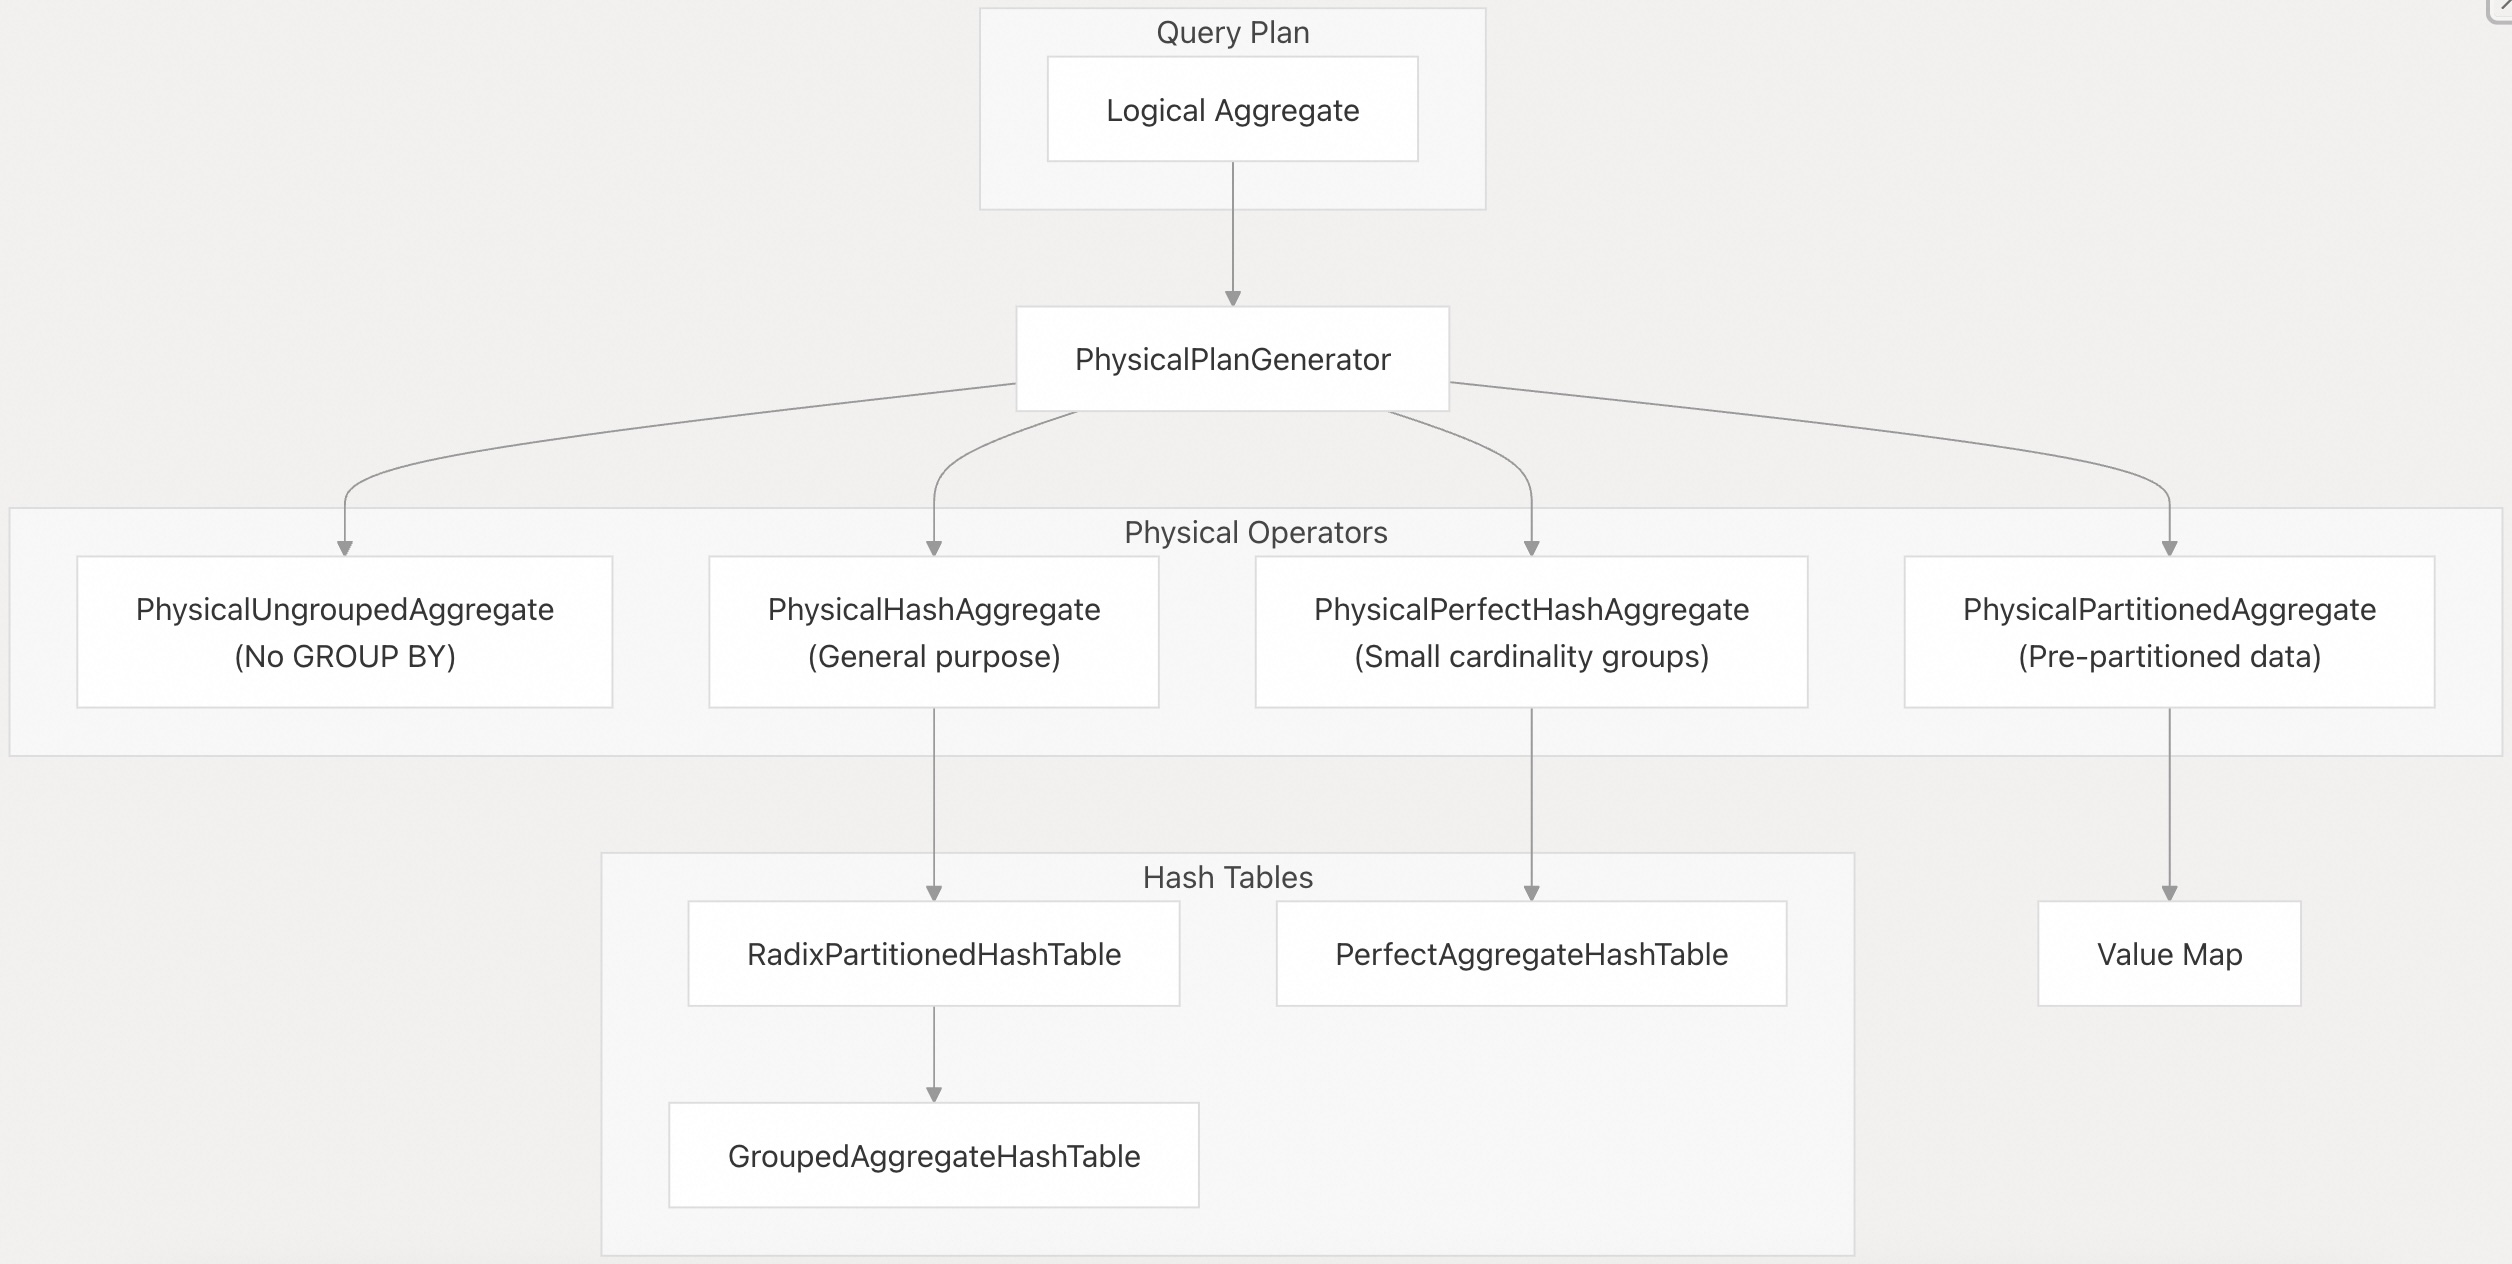 Query Plan
Logical Aggregate
PhysicalPlanGenerator
Physical Operators
PhysicalUngroupedAggregate
(No GROUP BY)
PhysicalHashAggregate
(General purpose)
PhysicalPerfectHashAggregate
(Small cardinality groups)
PhysicalPartitionedAggregate
(Pre-partitioned data)
Hash Tables
RadixPartitionedHashTable
PerfectAggregateHashTable
Value Map
GroupedAggregateHashTable